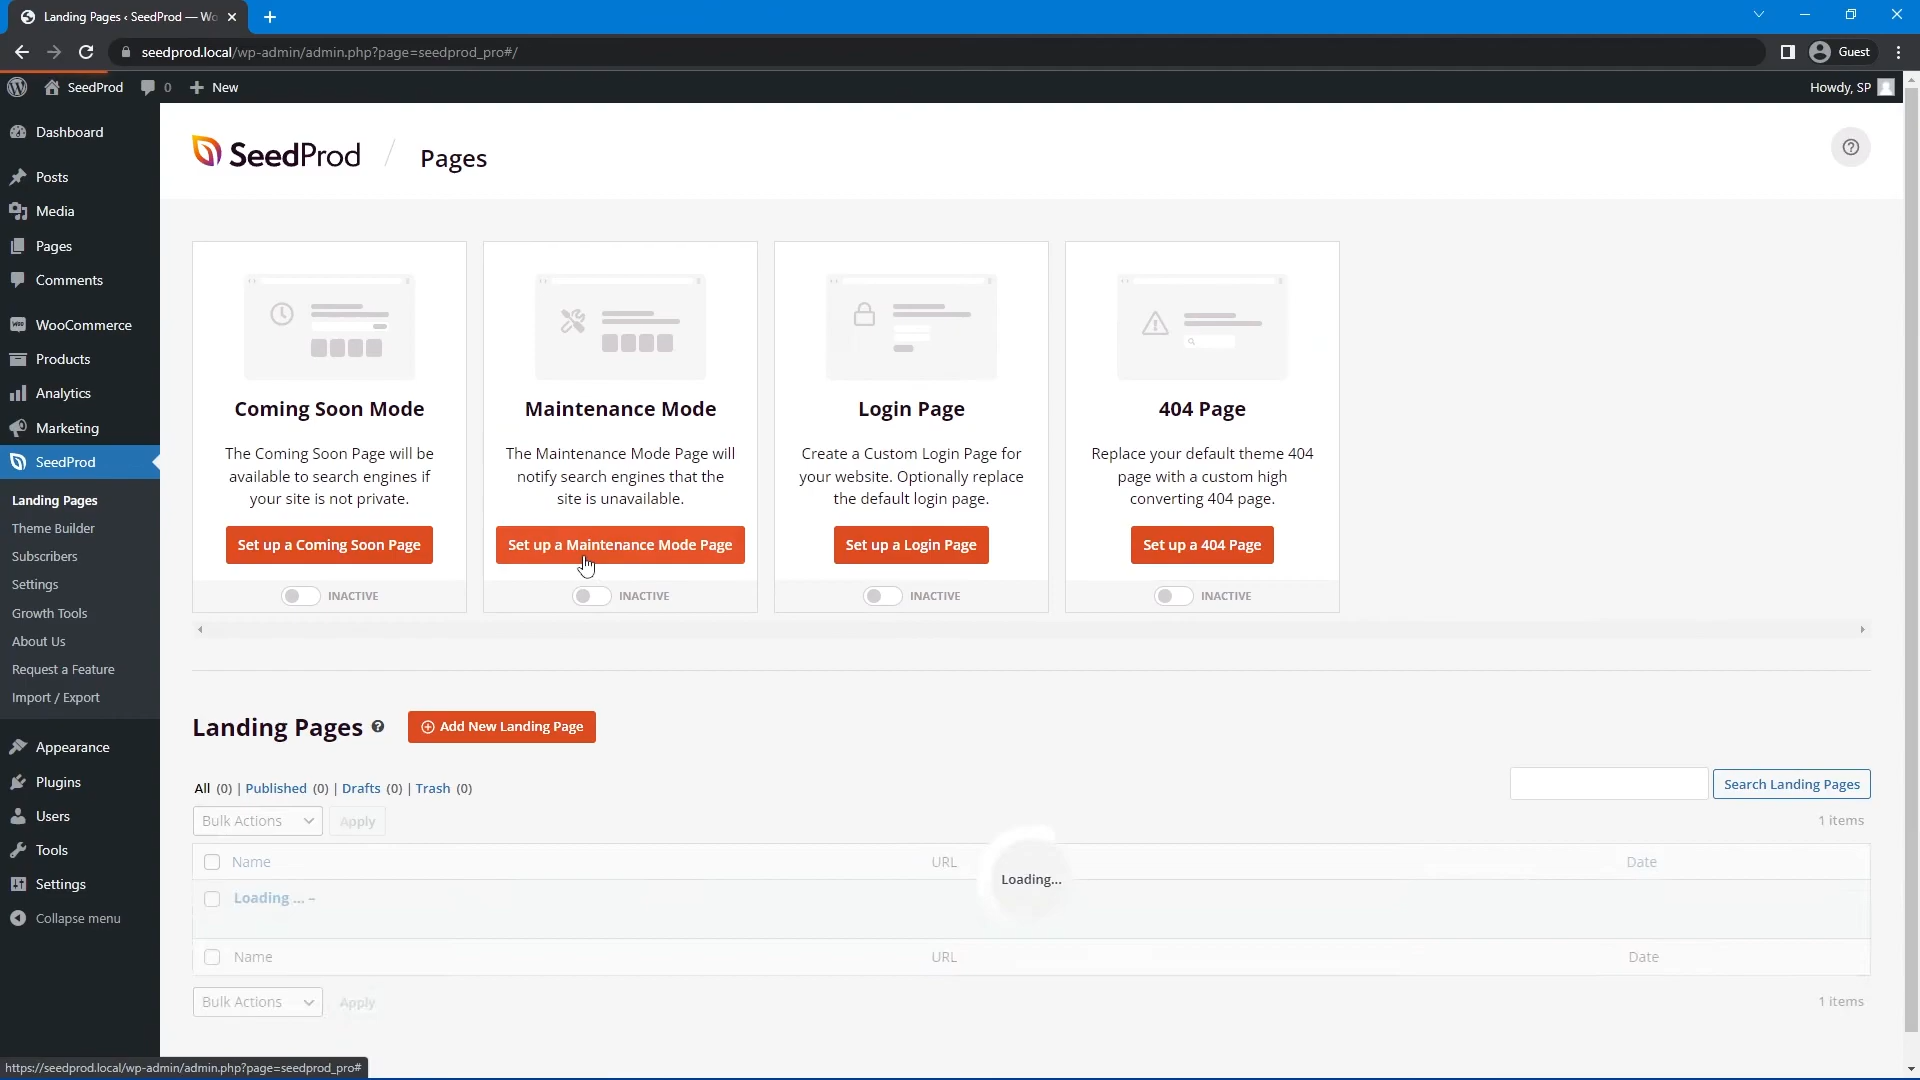 Landing Pages ‹ SeedProd — Wo
seedprod.local/wp-admin/admin.php?page=seedprod_pro#/
Guest
SeedProd
0
New
Howdy, SP
Dashboard
Posts
Media
Pages
Comments
WooCommerce
Products
Analytics
Marketing
SeedProd
Landing Pages
Theme Builder
Subscribers
Settings
Growth Tools
About Us
Request a Feature
Import / Export
Appearance
Plugins
Users
Tools
Settings
Collapse menu
SeedProd / Pages
Coming Soon Mode
The Coming Soon Page will be
available to search engines if
your site is not private.
Set up a Coming Soon Page
INACTIVE
Maintenance Mode
The Maintenance Mode Page will
notify search engines that the
site is unavailable.
Set up a Maintenance Mode Page
INACTIVE
Login Page
Create a Custom Login Page for
your website. Optionally replace
the default login page.
Set up a Login Page
INACTIVE
404 Page
Replace your default theme 404
page with a custom high
converting 404 page.
Set up a 404 Page
INACTIVE
Landing Pages
Add New Landing Page
All (0) | Published (0) | Drafts (0) | Trash (0)
Search Landing Pages
Bulk Actions
Apply
1 items
Name URL Date
Loading ... –
Loading...
Name URL Date
Bulk Actions
Apply
1 items
https://seedprod.local/wp-admin/admin.php?page=seedprod_pro#